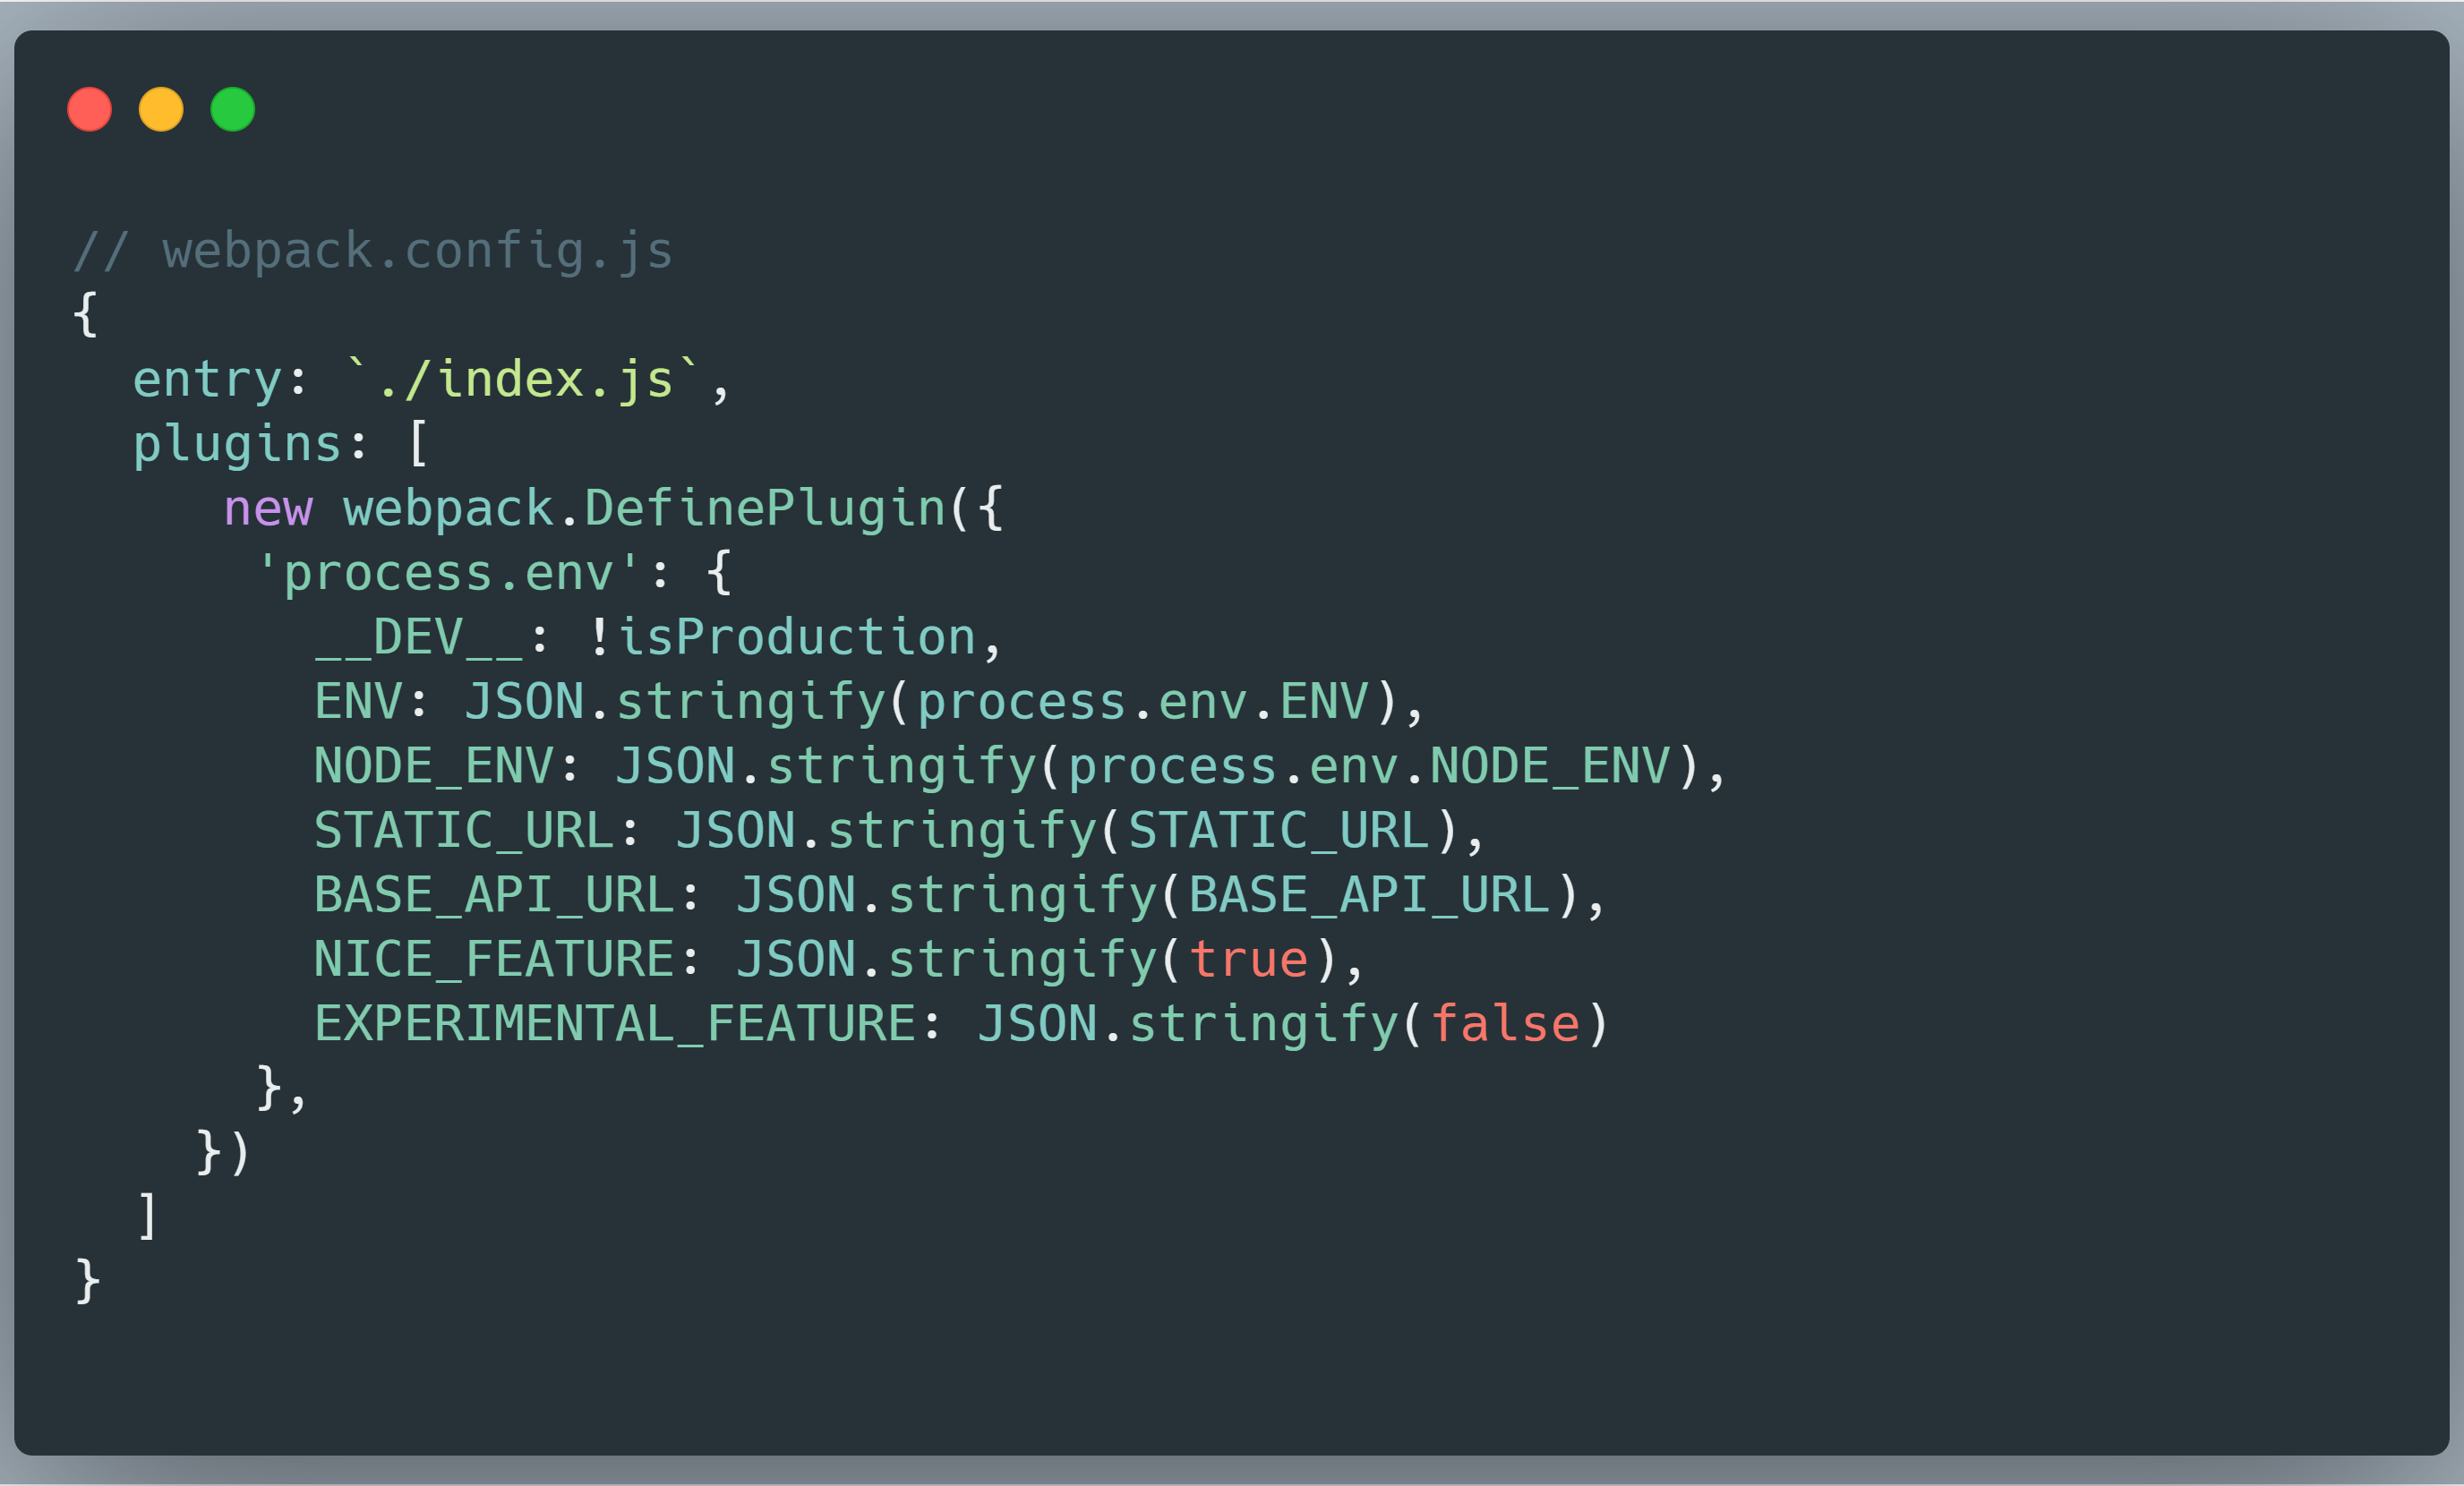 // webpack.config.js
{
  entry: `./index.js`,
  plugins: [
     new webpack.DefinePlugin({
      'process.env': {
        __DEV__: !isProduction,
        ENV: JSON.stringify(process.env.ENV),
        NODE_ENV: JSON.stringify(process.env.NODE_ENV),
        STATIC_URL: JSON.stringify(STATIC_URL),
        BASE_API_URL: JSON.stringify(BASE_API_URL),
        NICE_FEATURE: JSON.stringify(true),
        EXPERIMENTAL_FEATURE: JSON.stringify(false)
      },
    })
  ]
}